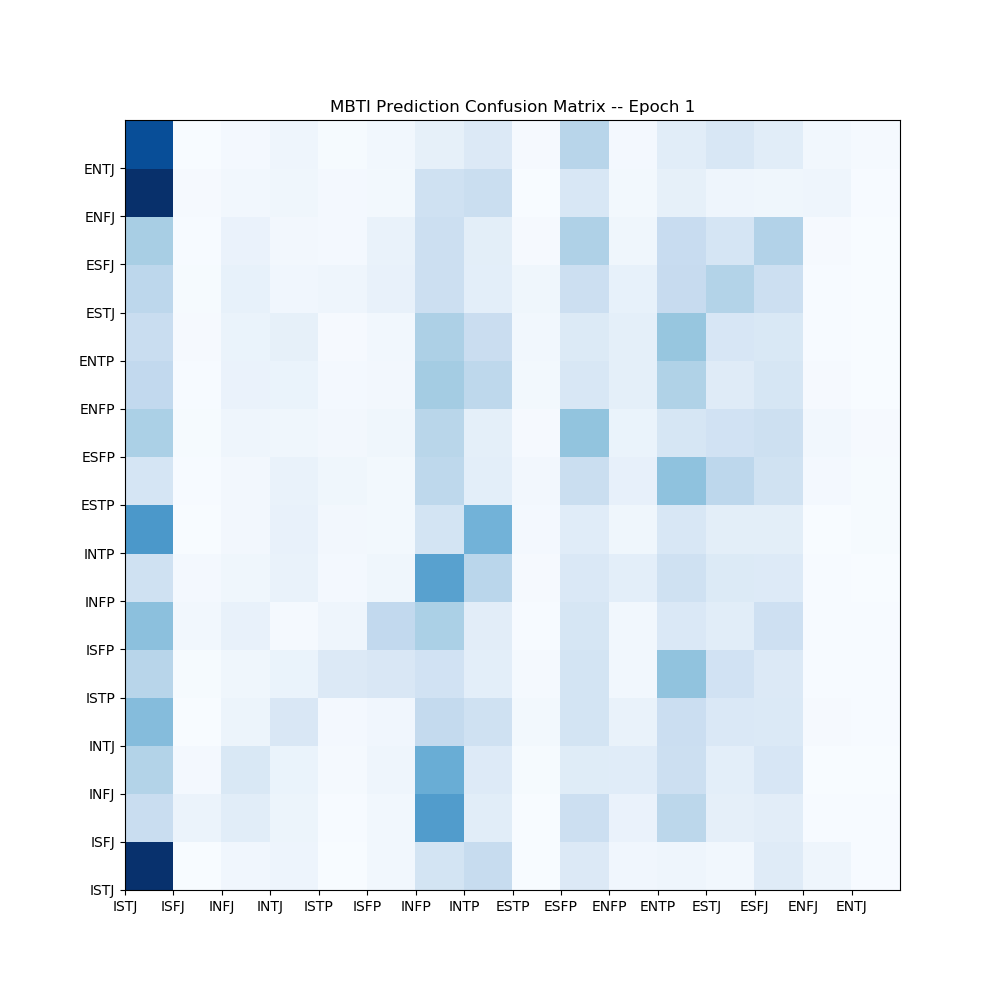 MBTI Prediction Confusion Matrix -- Epoch 1
ENTJ
ENFJ
ESFJ
ESTJ
ENTP
ENFP
ESFP
ESTP
INTP
INFP
ISFP
ISTP
INTJ
INFJ
ISFJ
ISTJ
ISTJ ISFJ INFJ INTJ ISTP ISFP INFP INTP ESTP ESFP ENFP ENTP ESTJ ESFJ ENFJ ENTJ